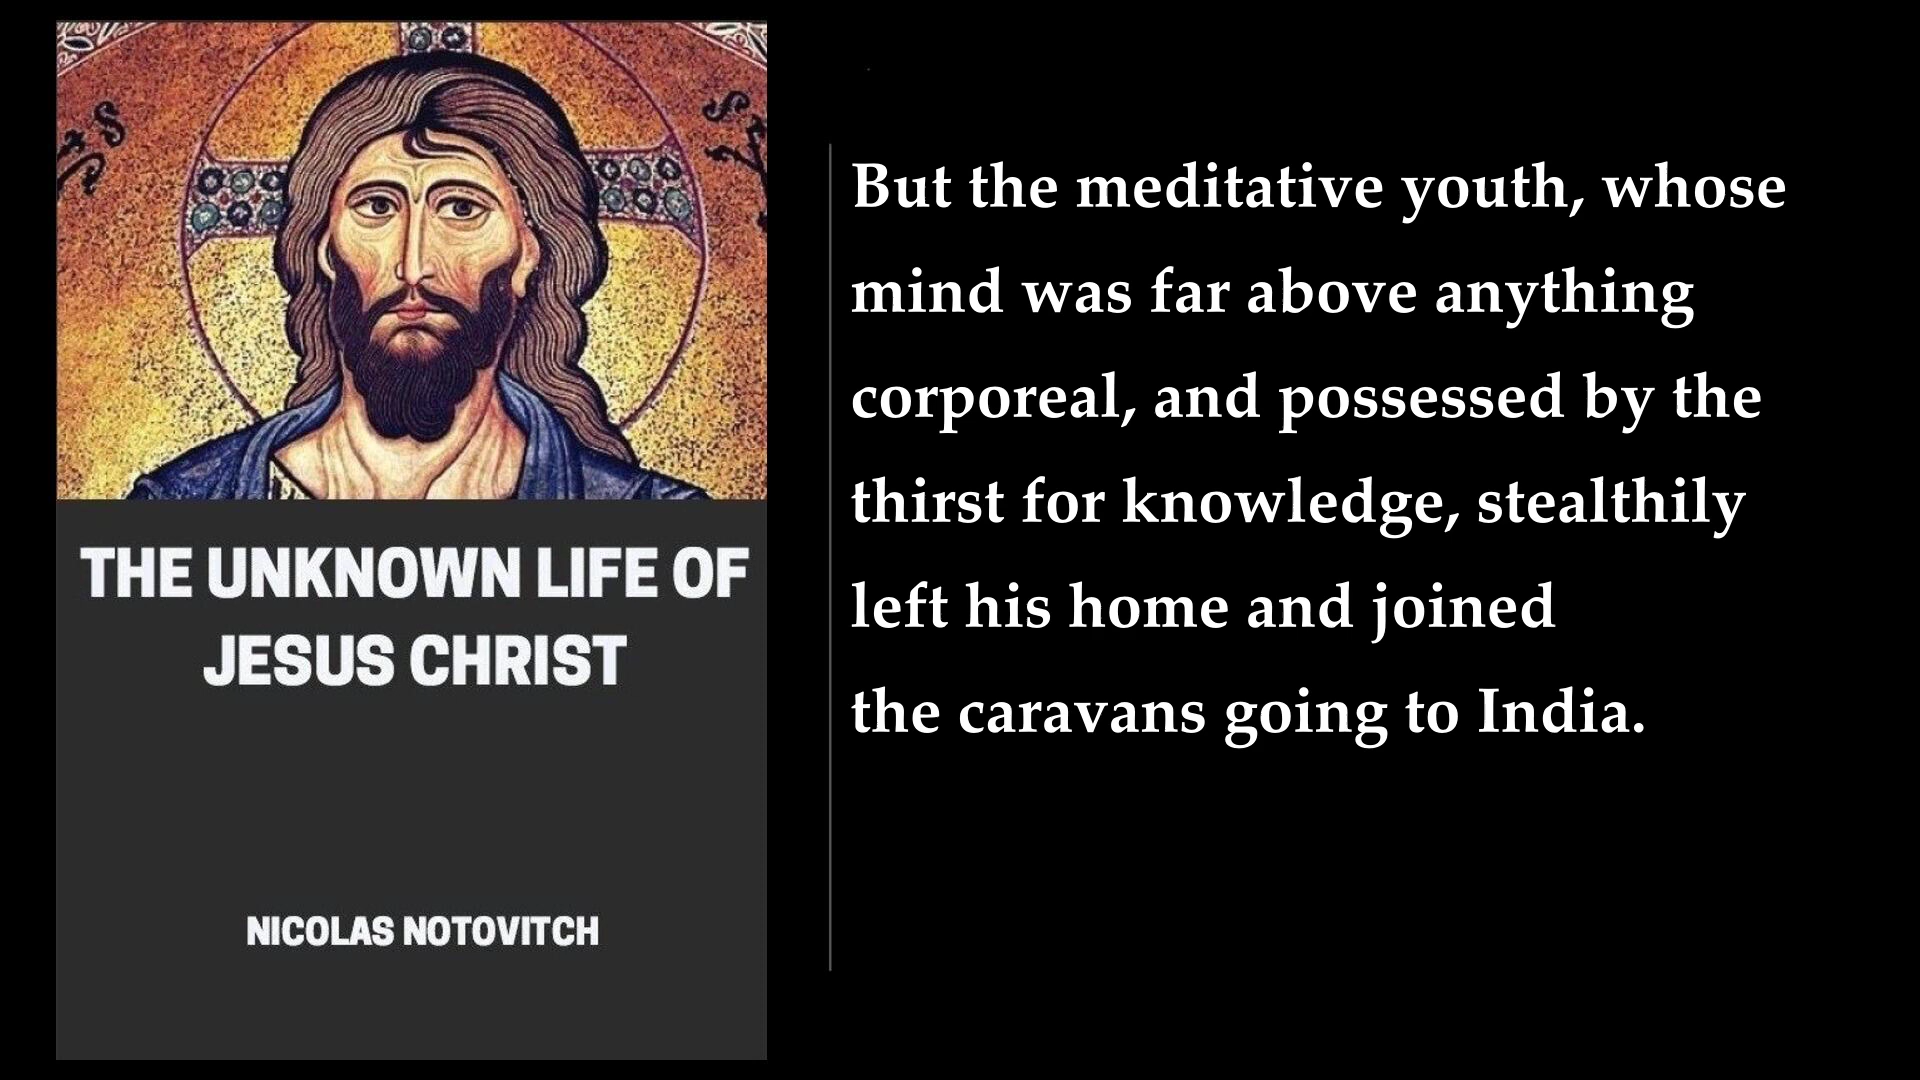 THE UNKNOWN LIFE OF
JESUS CHRIST
NICOLAS NOTOVITCH
But the meditative youth, whose
mind was far above anything
corporeal, and possessed by the
thirst for knowledge, stealthily
left his home and joined
the caravans going to India.